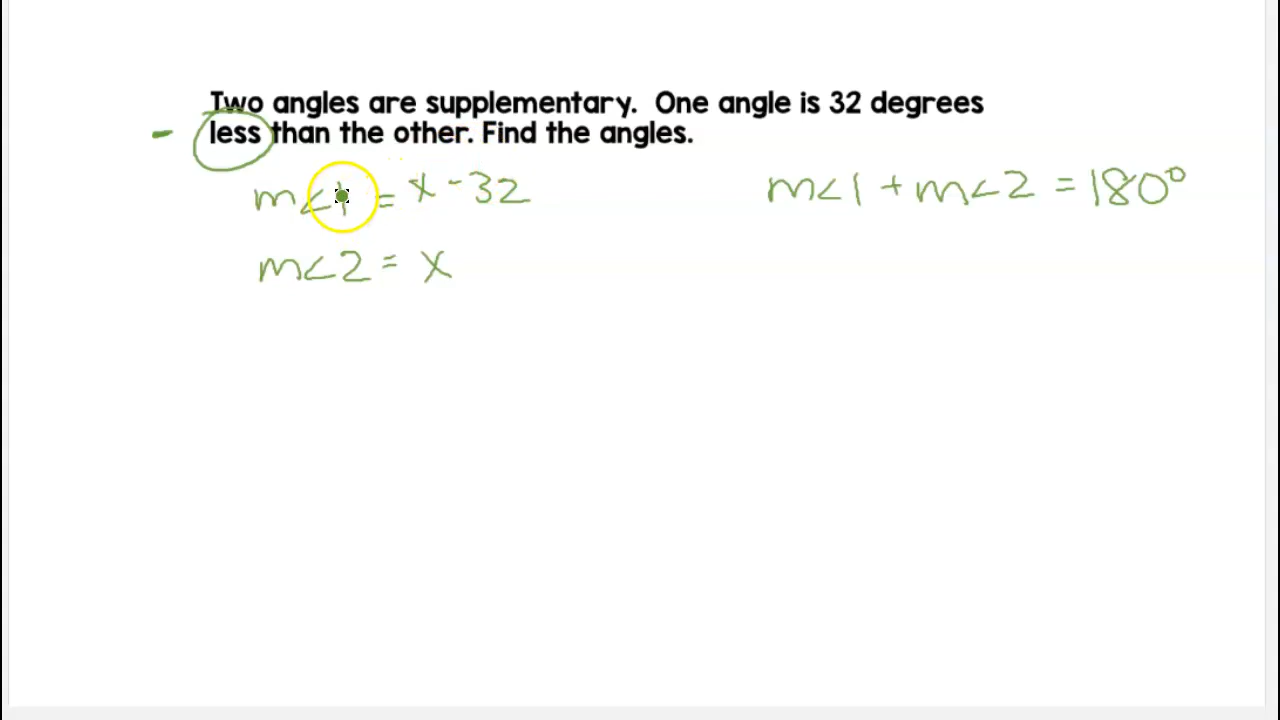 Two angles are supplementary. One angle is 32 degrees
less than the other. Find the angles.
m<1 = x - 32
m<1 + m<2 = 180°
m<2 = x